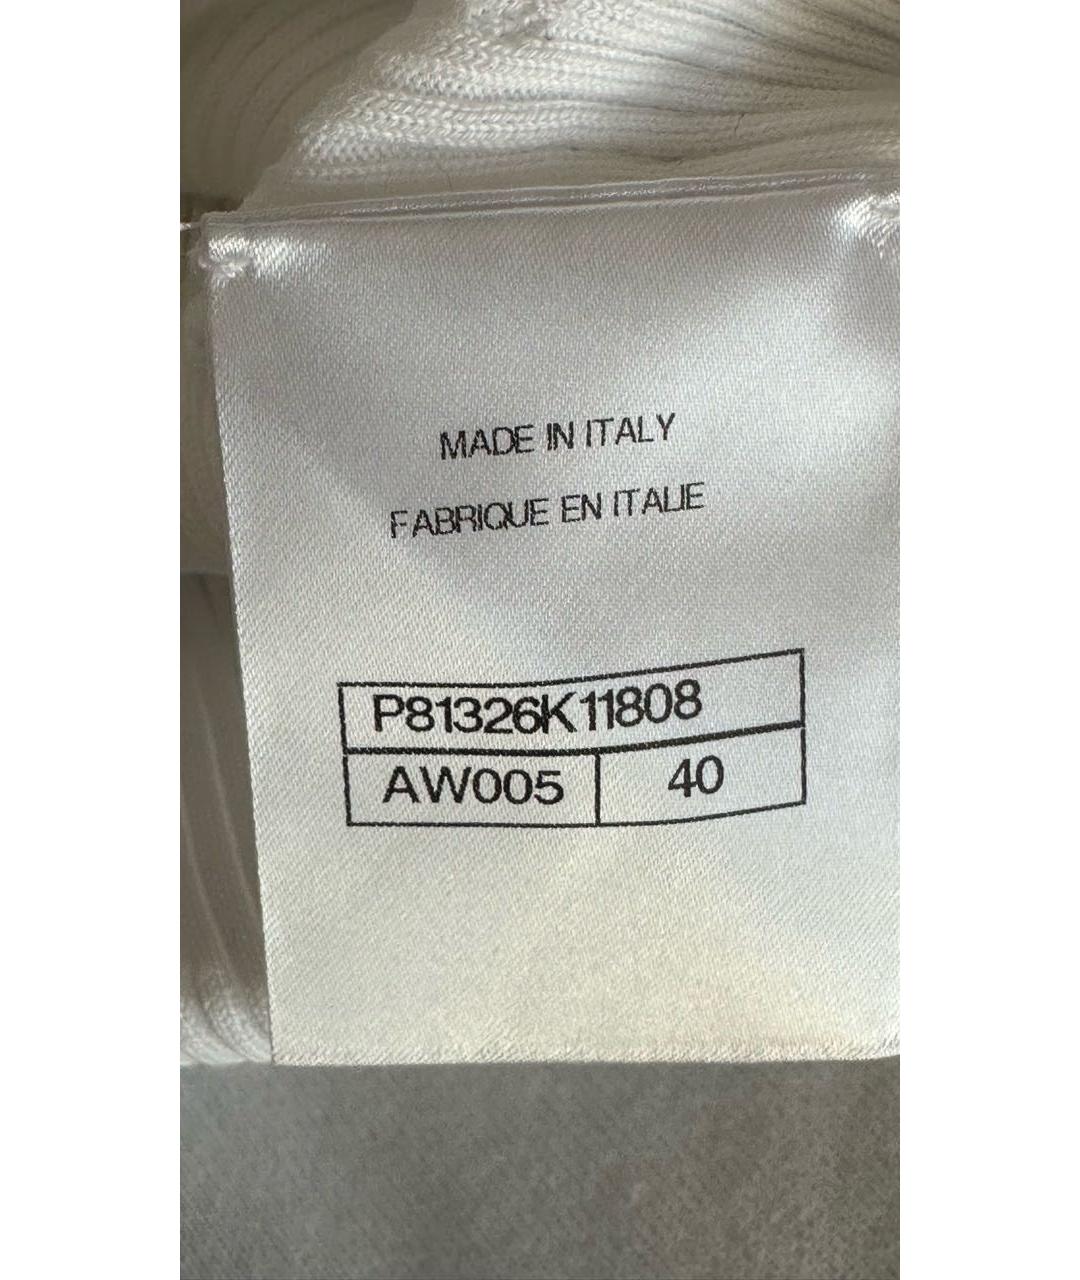 MADE IN ITALY
FABRIQUE EN ITALIE
P81326K11808
AW005 40